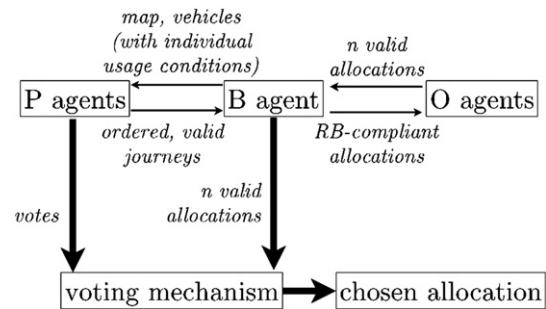 map, vehicles
(with individual
usage conditions)
n valid
allocations
P agents
B agent
O agents
ordered, valid
journeys
RB-compliant
allocations
votes
n valid
allocations
voting mechanism
chosen allocation